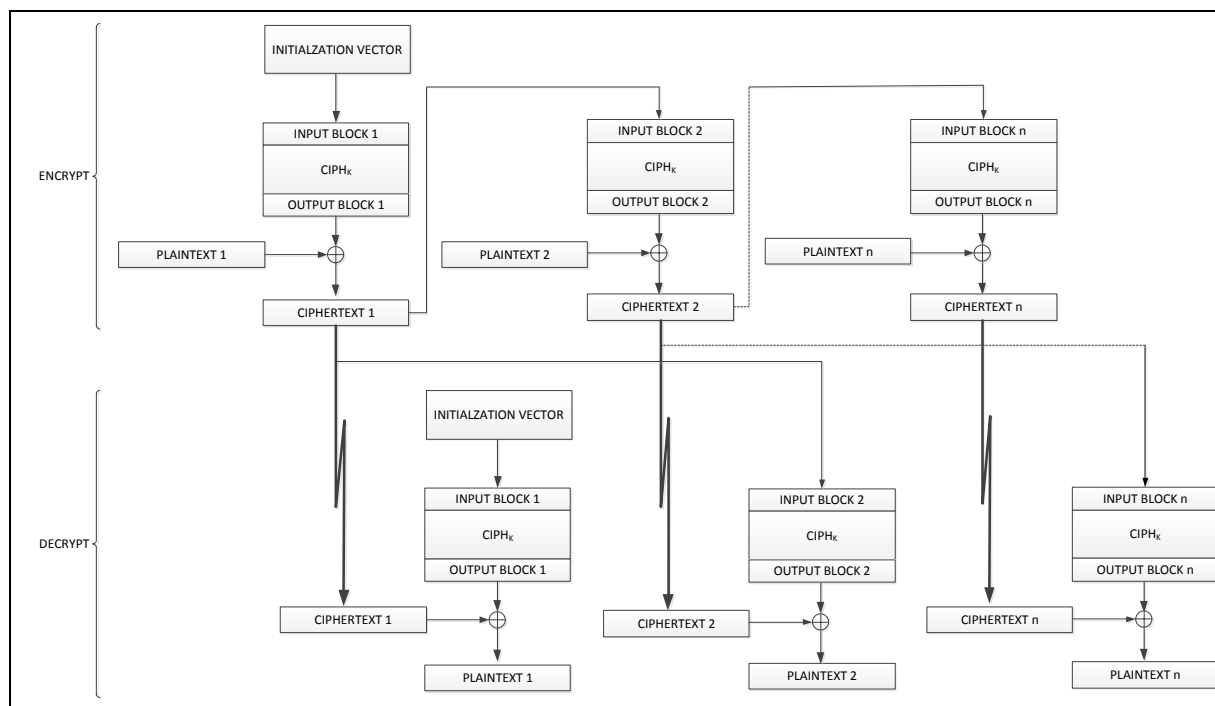 INITIALZATION VECTOR
INPUT BLOCK 1
CIPHK
OUTPUT BLOCK 1
INPUT BLOCK 2
CIPHK
OUTPUT BLOCK 2
INPUT BLOCK n
CIPHK
OUTPUT BLOCK n
ENCRYPT
PLAINTEXT 1
PLAINTEXT 2
PLAINTEXT n
CIPHERTEXT 1
CIPHERTEXT 2
CIPHERTEXT n
INITIALZATION VECTOR
INPUT BLOCK 1
CIPHK
OUTPUT BLOCK 1
INPUT BLOCK 2
CIPHK
OUTPUT BLOCK 2
INPUT BLOCK n
CIPHK
OUTPUT BLOCK n
DECRYPT
CIPHERTEXT 1
CIPHERTEXT 2
CIPHERTEXT n
PLAINTEXT 1
PLAINTEXT 2
PLAINTEXT n